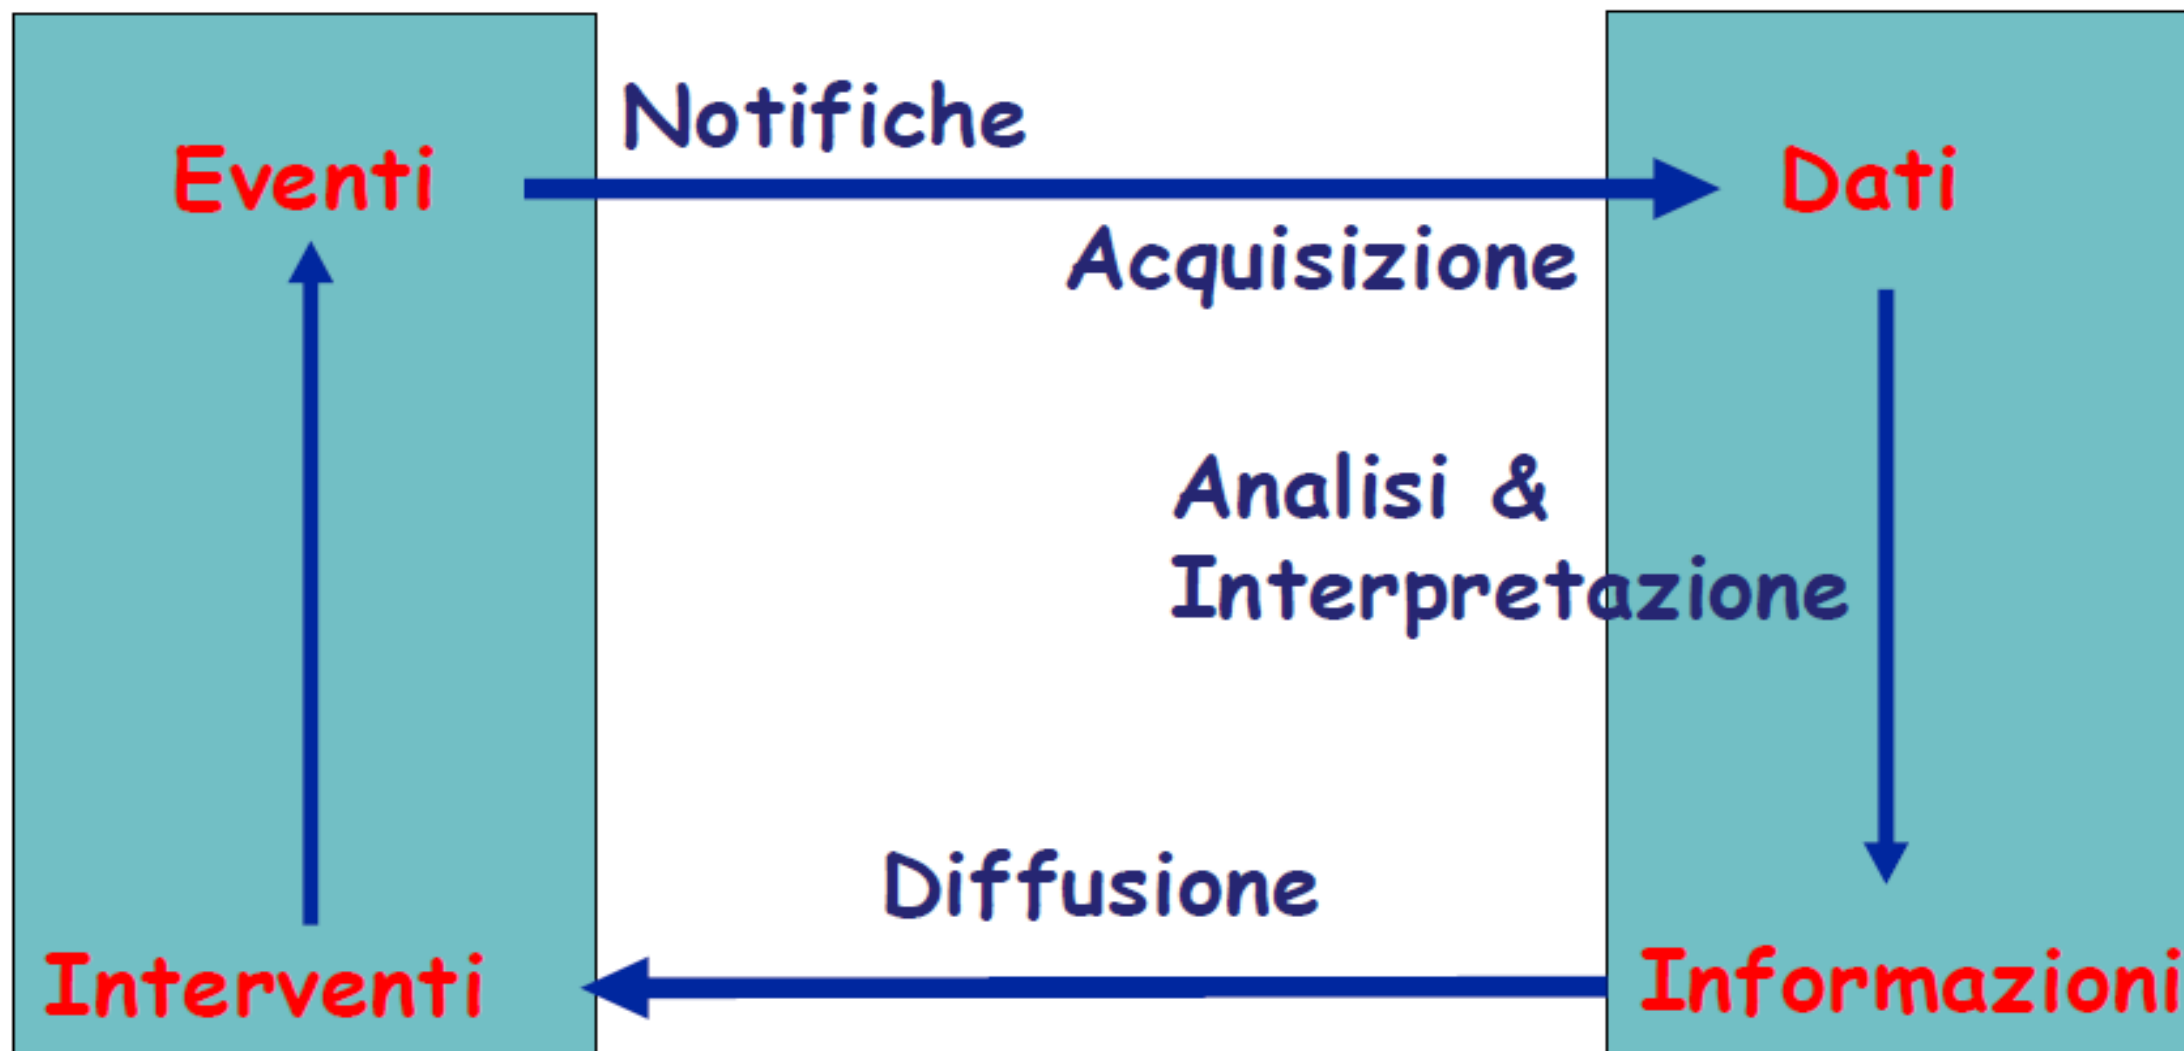 Notifiche
Eventi
Dati
Acquisizione
Analisi &
Interpretazione
Diffusione
Interventi
Informazioni